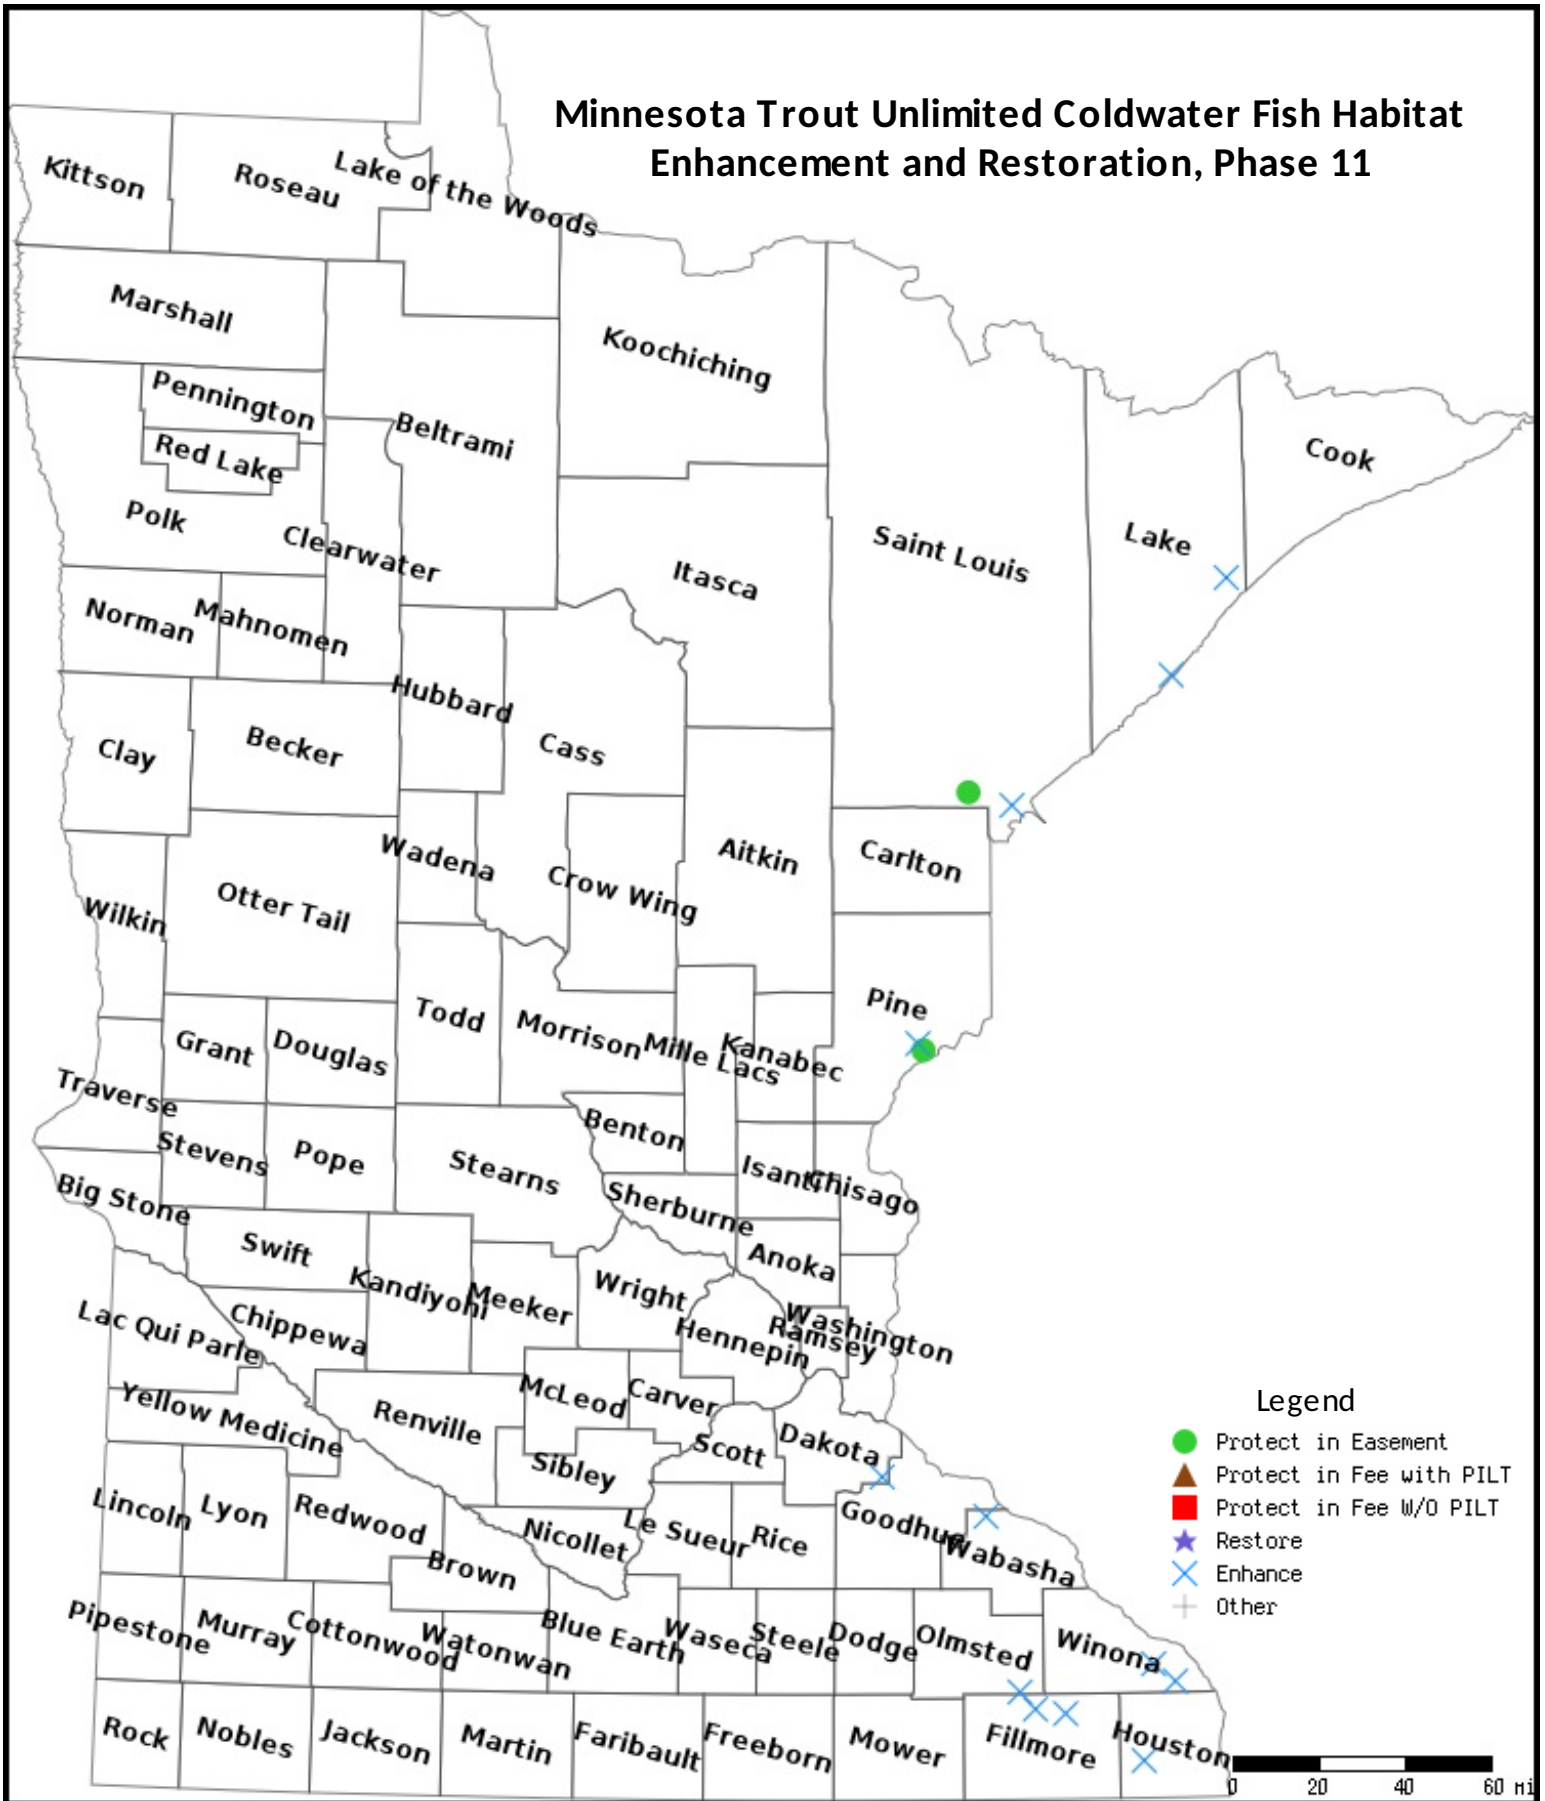 Minnesota Trout Unlimited Coldwater Fish Habitat
Enhancement and Restoration, Phase 11
Kittson
Roseau
Lake of the Woods
Marshall
Koochiching
Pennington
Beltrami
Red Lake
Cook
Polk
Clearwater
Saint Louis
Lake
Itasca
Norman
Mahnomen
Hubbard
Clay
Becker
Cass
Wadena
Aitkin
Carlton
Crow Wing
Otter Tail
Wilkin
Pine
Todd
Morrison
Mille Lacs
Kanabec
Grant
Douglas
Traverse
Benton
Stevens
Pope
Stearns
Isanti
Chisago
Big Stone
Sherburne
Swift
Anoka
Kandiyohi
Meeker
Wright
Lac Qui Parle
Chippewa
Hennepin
Ramsey
Washington
Yellow Medicine
Renville
McLeod
Carver
Scott
Dakota
Sibley
Lincoln
Lyon
Redwood
Nicollet
Le Sueur
Rice
Goodhue
Wabasha
Brown
Pipestone
Murray
Cottonwood
Watonwan
Blue Earth
Waseca
Steele
Dodge
Olmsted
Winona
Rock
Nobles
Jackson
Martin
Faribault
Freeborn
Mower
Fillmore
Houston
Legend
Protect in Easement
Protect in Fee with PILT
Protect in Fee W/O PILT
Restore
Enhance
Other
0 20 40 60 mi